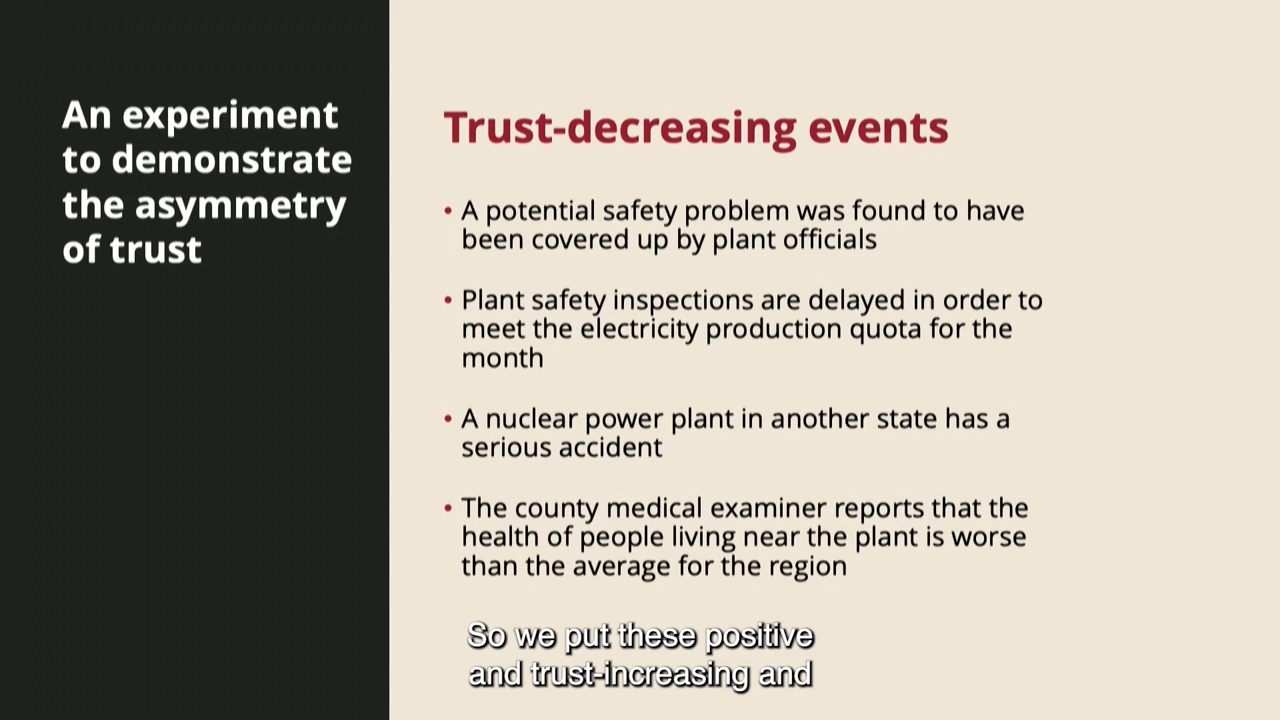 An experiment
to demonstrate
the asymmetry
of trust
Trust-decreasing events
• A potential safety problem was found to have
been covered up by plant officials
• Plant safety inspections are delayed in order to
meet the electricity production quota for the
month
• A nuclear power plant in another state has a
serious accident
• The county medical examiner reports that the
health of people living near the plant is worse
than the average for the region
So we put these positive
and trust-increasing and